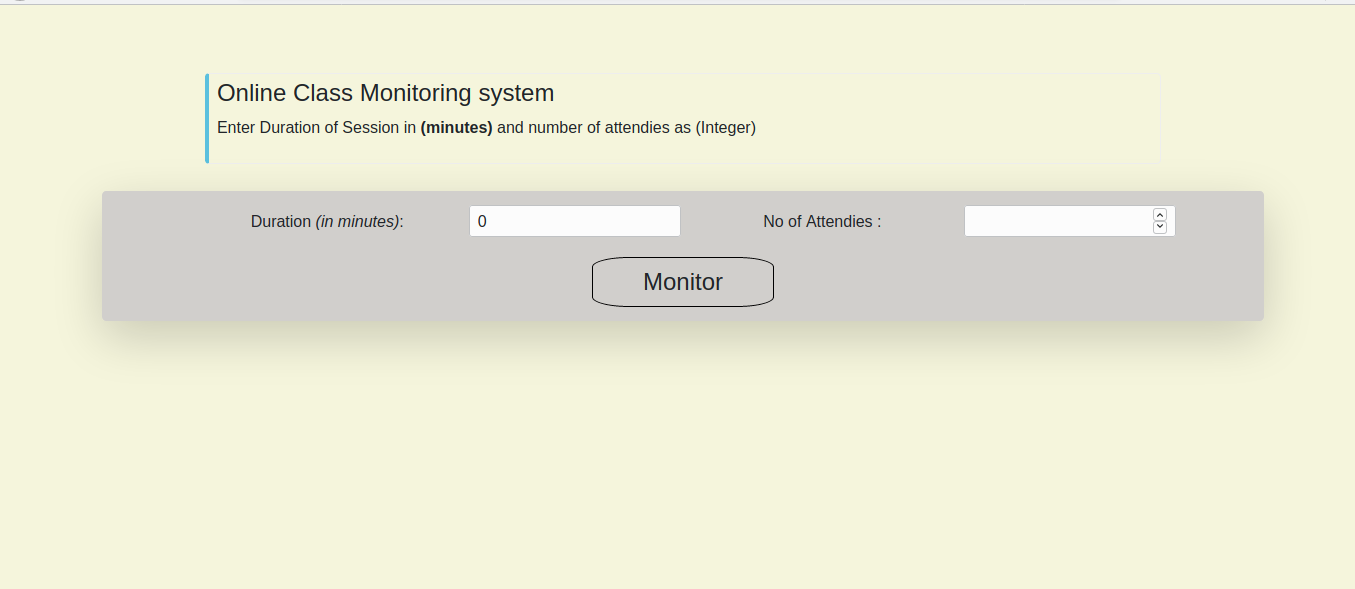 Online Class Monitoring system
Enter Duration of Session in (minutes) and number of attendies as (Integer)
Duration (in minutes): 0 No of Attendies :
Monitor